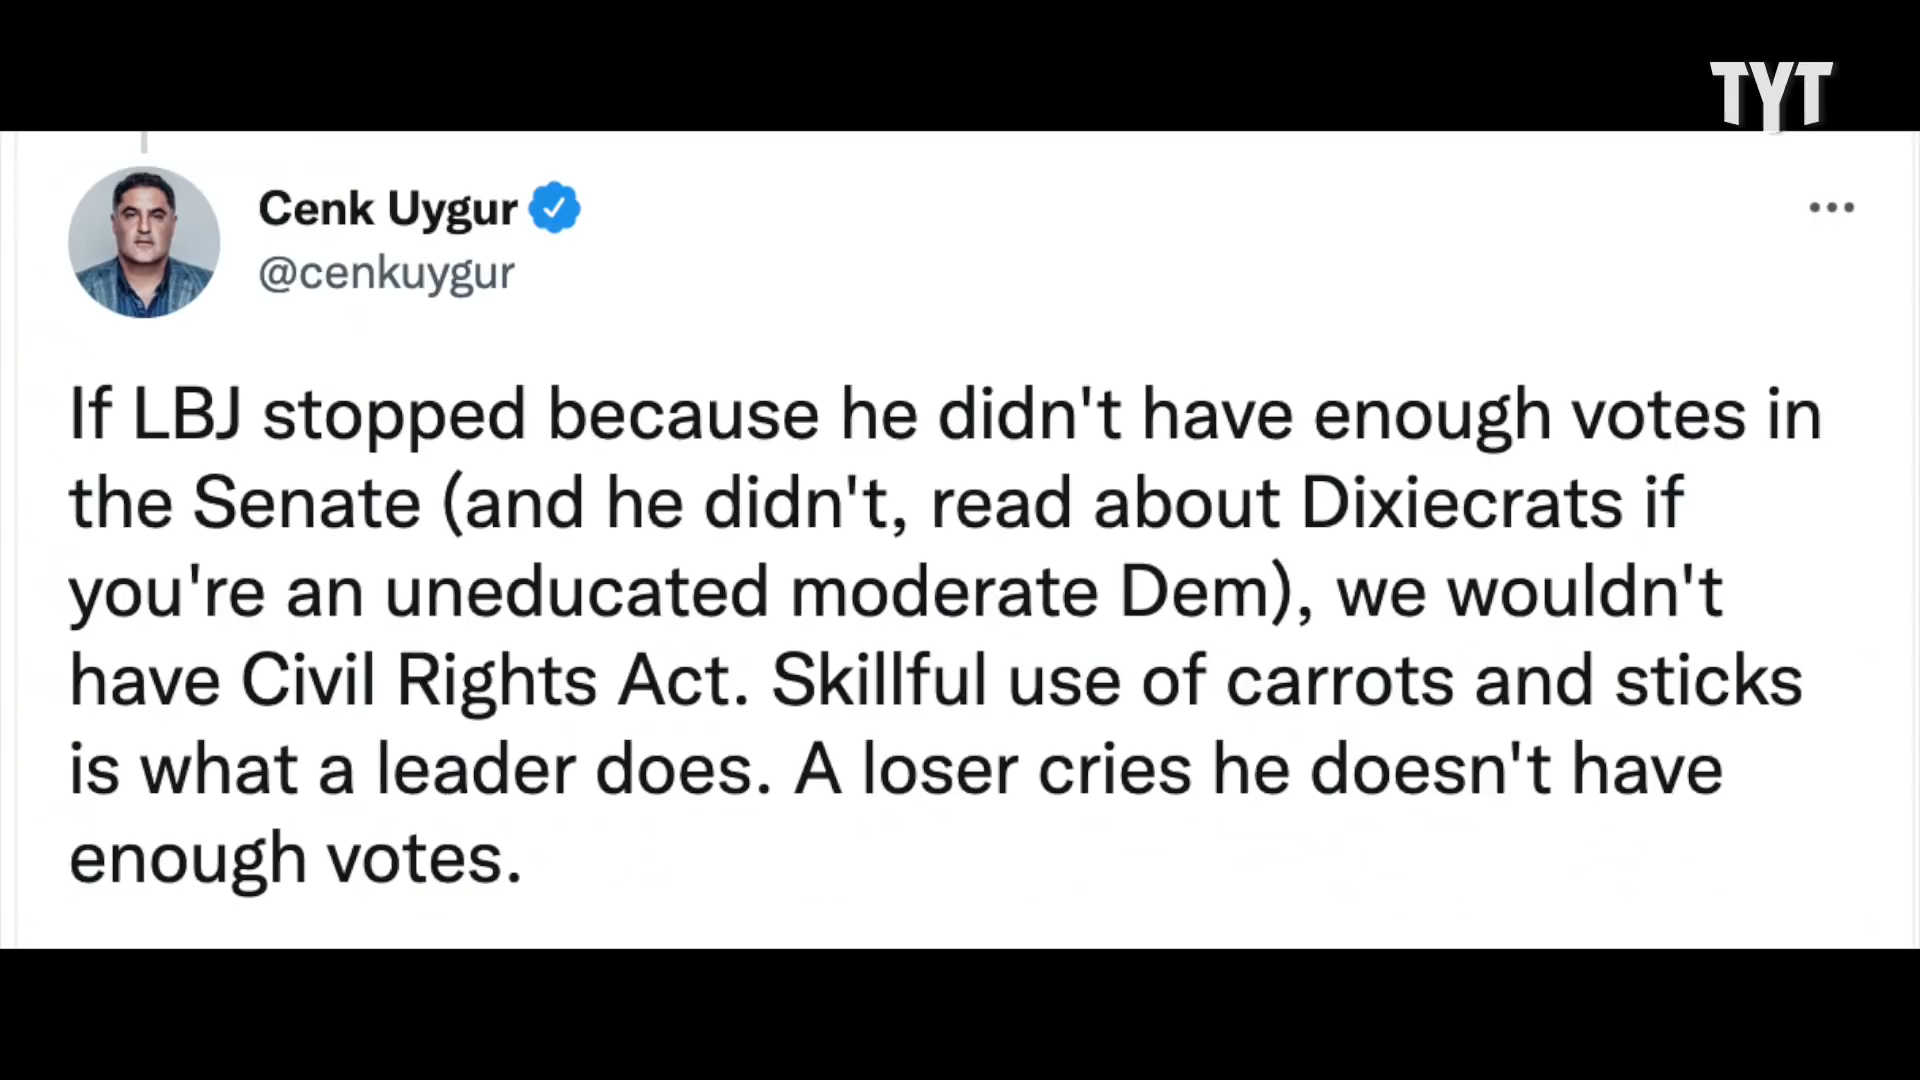 TYT
Cenk Uygur
@cenkuygur
If LBJ stopped because he didn't have enough votes in
the Senate (and he didn't, read about Dixiecrats if
you're an uneducated moderate Dem), we wouldn't
have Civil Rights Act. Skillful use of carrots and sticks
is what a leader does. A loser cries he doesn't have
enough votes.